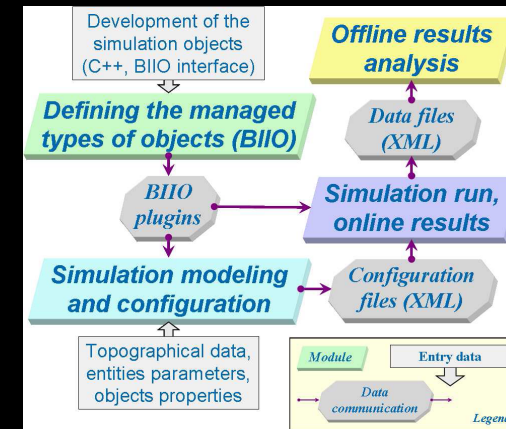 Development of the
simulation objects
(C++, BIIO interface)
Offline results
analysis
Defining the managed
types of objects (BIIO)
Data files
(XML)
BIIO
plugins
Simulation run,
online results
Simulation modeling
and configuration
Configuration
files (XML)
Topographical data,
entities parameters,
objects properties
Module
Entry data
Data
communication
Legend